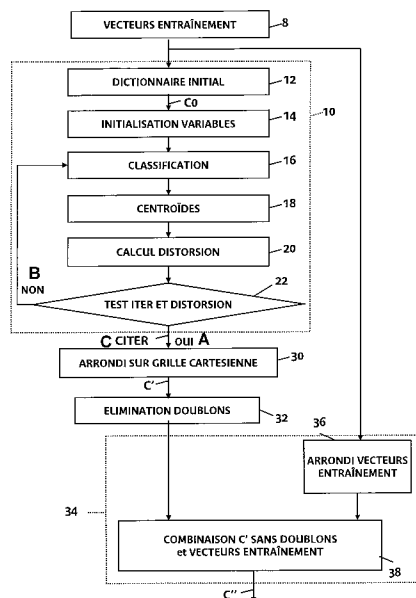 VECTEURS ENTRAÎNEMENT
8
DICTIONNAIRE INITIAL
12
10
C0
INITIALISATION VARIABLES
14
CLASSIFICATION
16
CENTROÏDES
18
CALCUL DISTORSION
20
B
NON
22
TEST ITER ET DISTORSION
C CITER OUI A
ARRONDI SUR GRILLE CARTESIENNE
30
C'
ELIMINATION DOUBLONS
32
36
ARRONDI VECTEURS
ENTRAÎNEMENT
34
COMBINAISON C' SANS DOUBLONS
et VECTEURS ENTRAÎNEMENT
38
C''